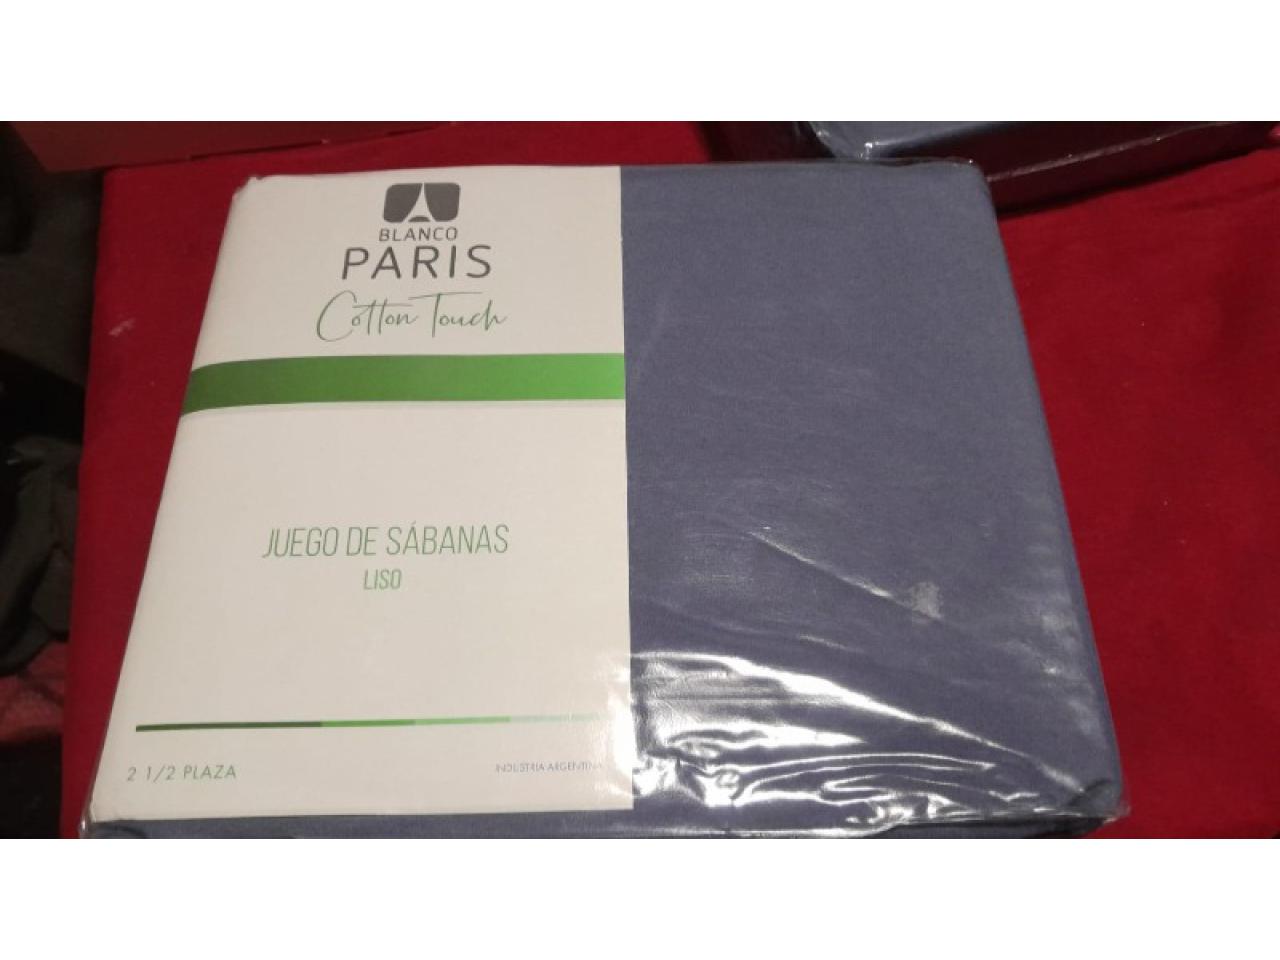 BLANCO
PARIS
Cotton Touch
JUEGO DE SÁBANAS
LISO
2 1/2 PLAZA
INDUSTRIA ARGENTINA